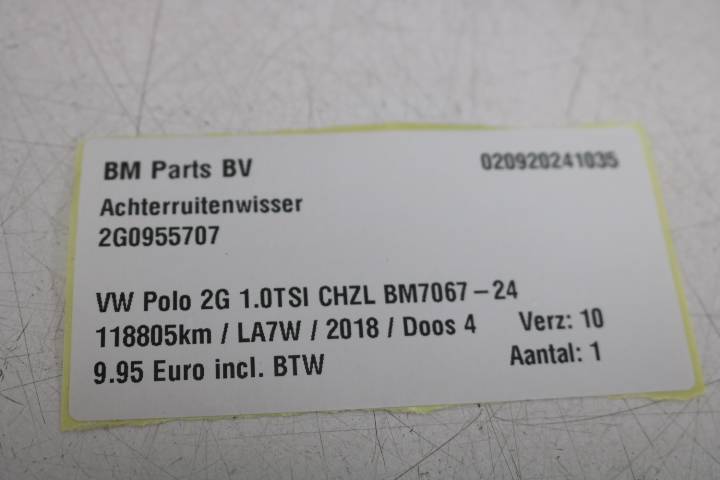 BM Parts BV 020920241035
Achterruitenwisser
2G0955707
VW Polo 2G 1.0TSI CHZL BM7067-24
118805km / LA7W / 2018 / Doos 4 Verz: 10
9.95 Euro incl. BTW Aantal: 1